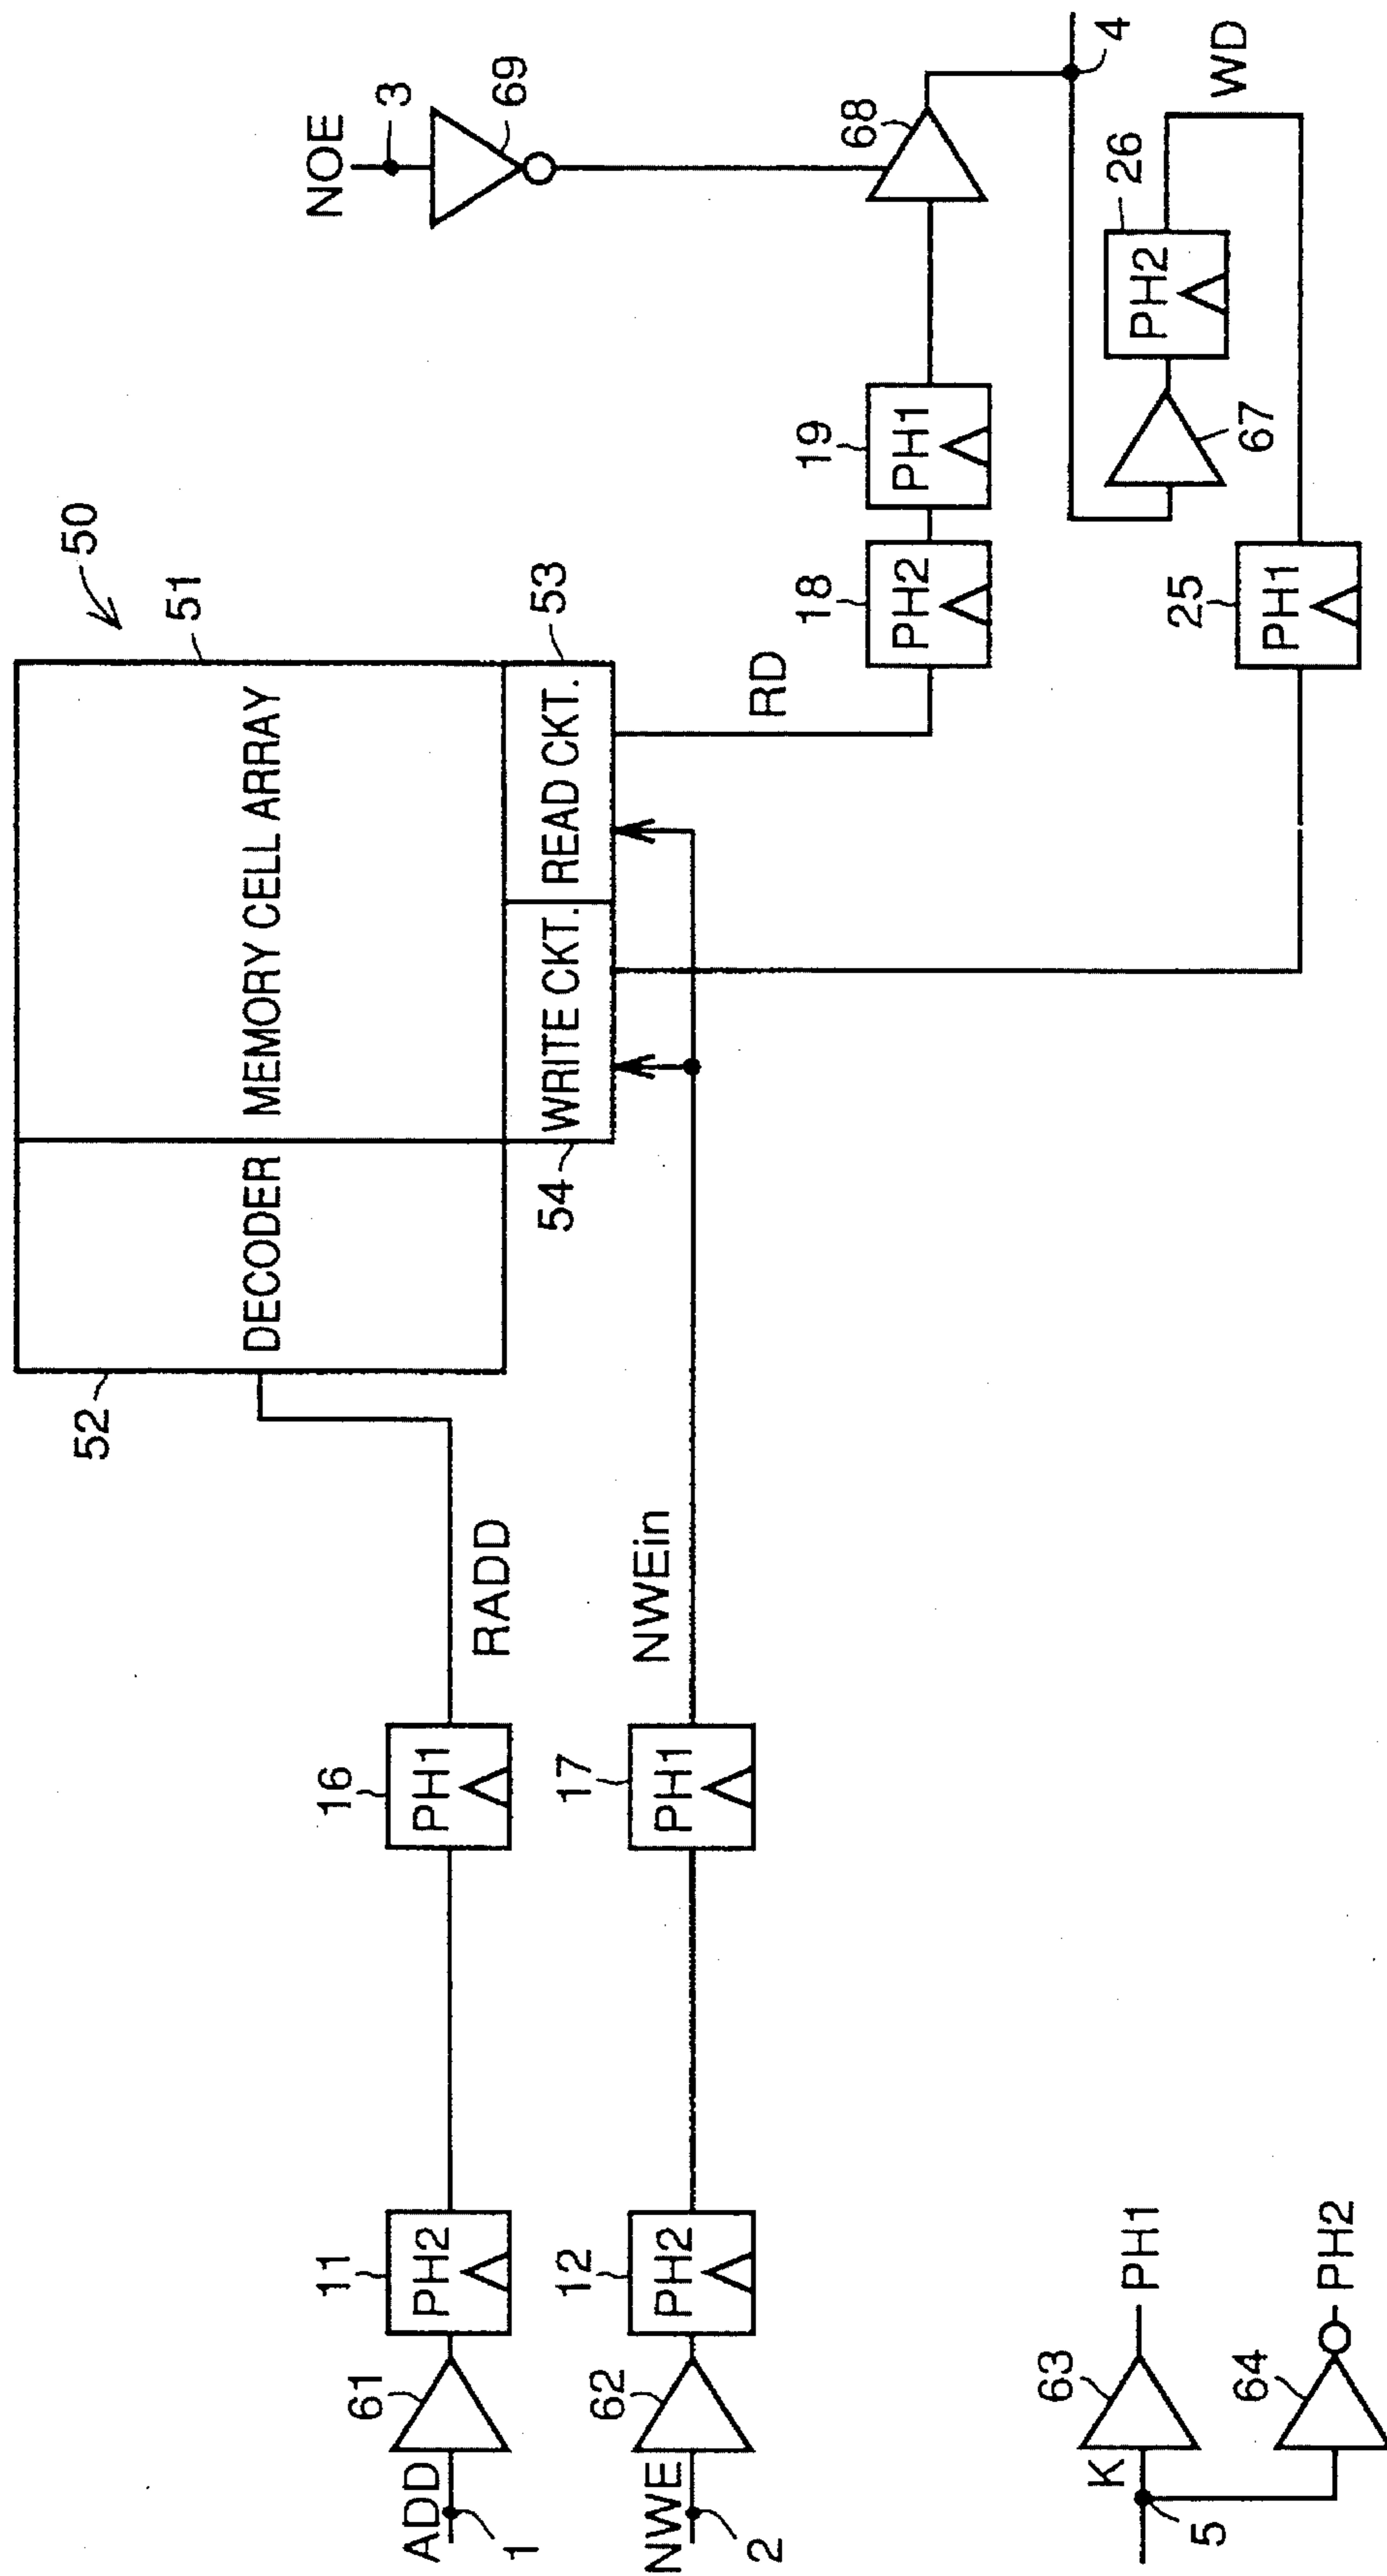 50
52
51
DECODER
MEMORY CELL ARRAY
54
WRITE CKT.
READ CKT.
53
NOE
3
69
ADD
1
61
11
PH2
16
PH1
RADD
NWE
2
62
12
PH2
17
PH1
NWEin
RD
18
PH2
19
PH1
68
4
67
26
PH2
WD
25
PH1
K
5
63
PH1
64
PH2